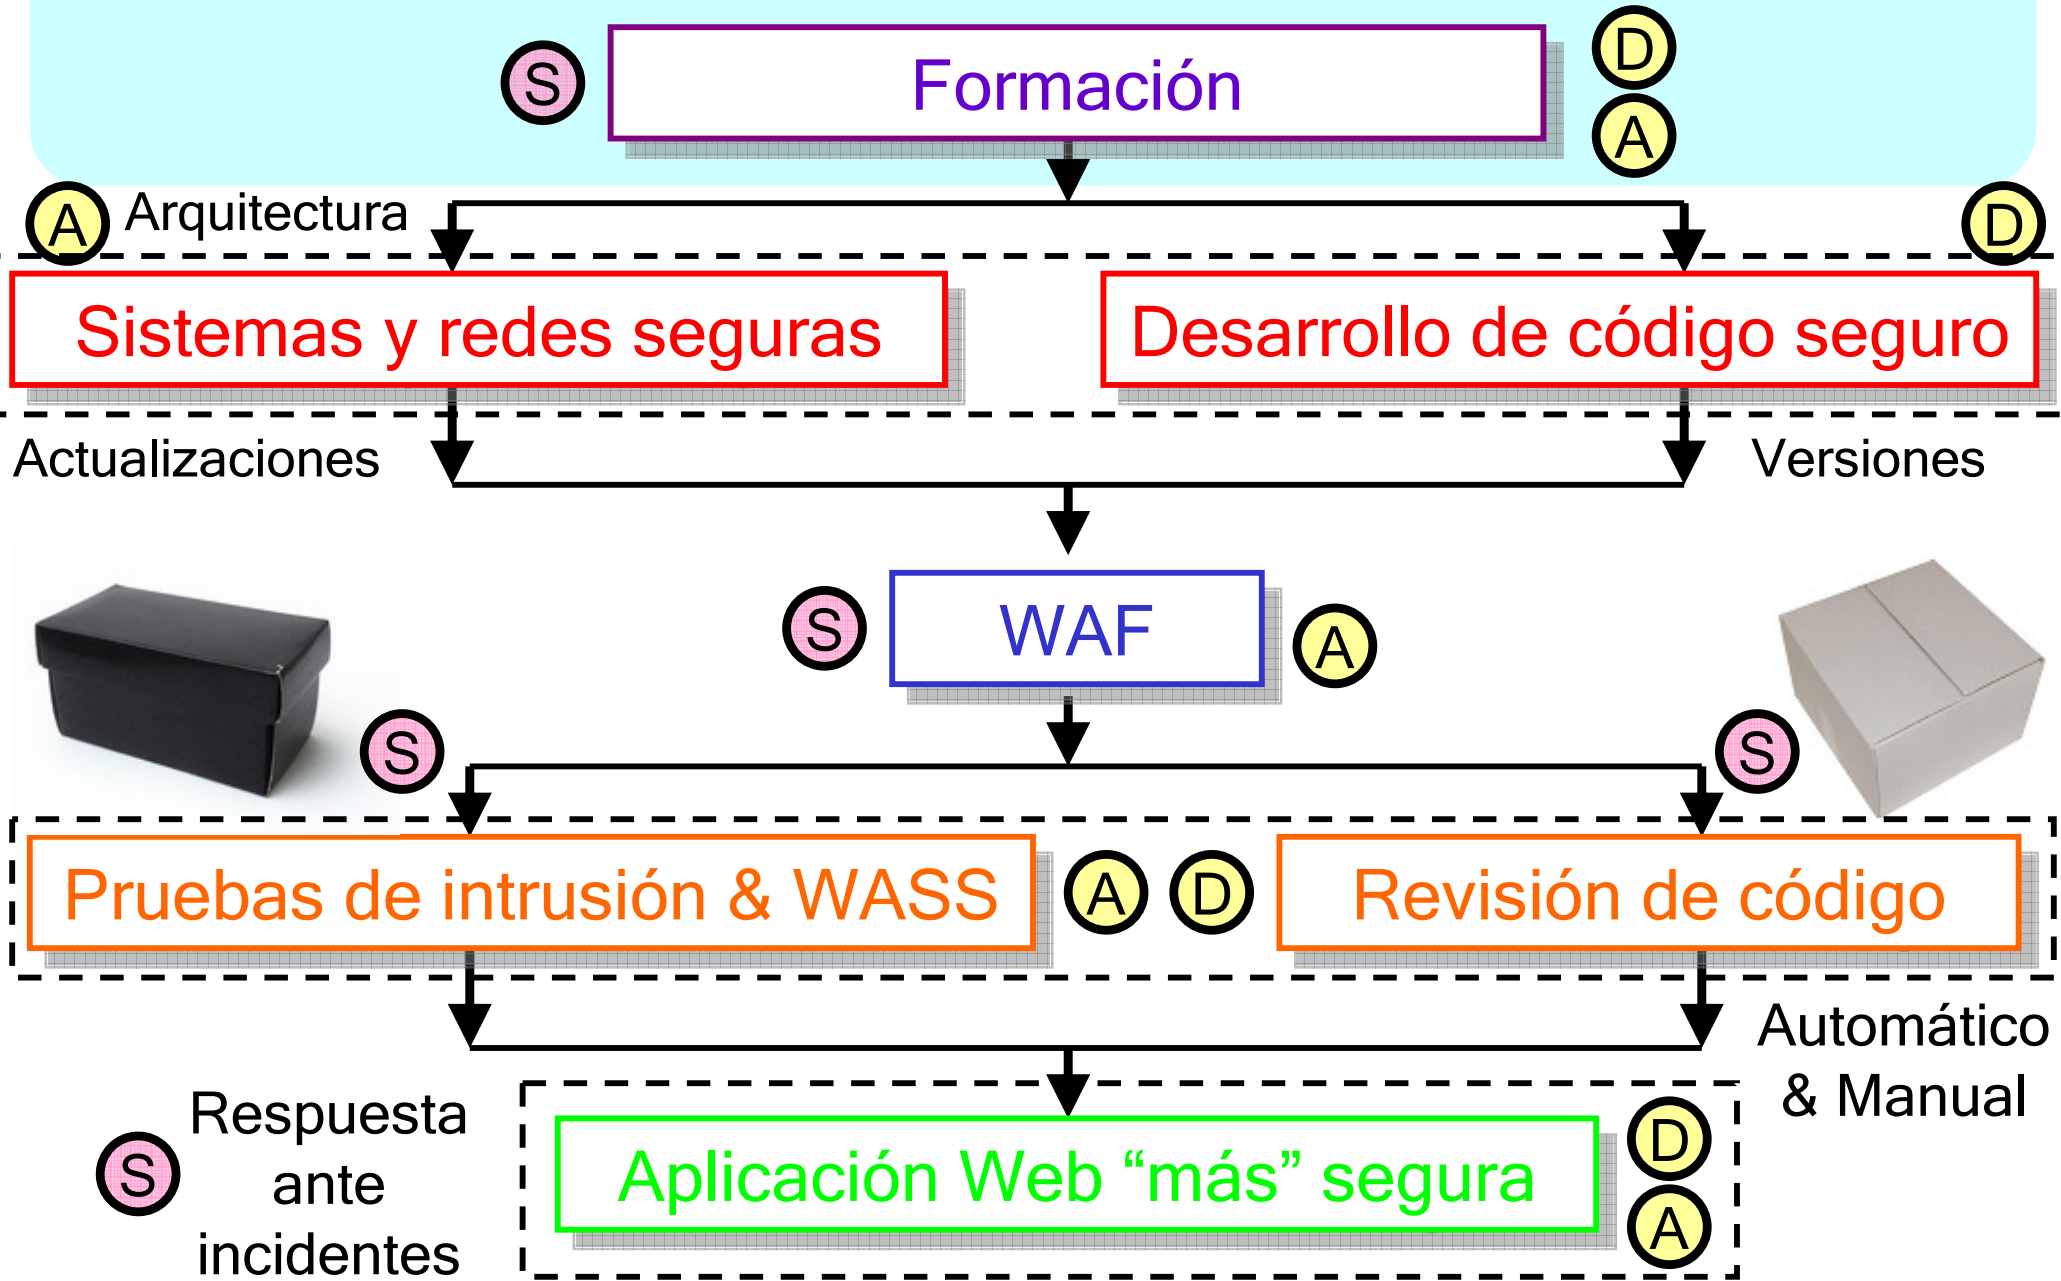 S
Formación
D
A
A
Arquitectura
D
Sistemas y redes seguras
Desarrollo de código seguro
Actualizaciones
Versiones
S
WAF
A
S
S
Pruebas de intrusión & WASS
A
D
Revisión de código
Automático
& Manual
S
Respuesta
ante
incidentes
Aplicación Web “más” segura
D
A